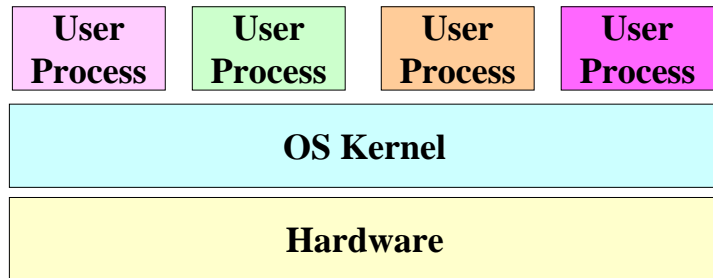 User User User User
Process Process Process Process
OS Kernel
Hardware